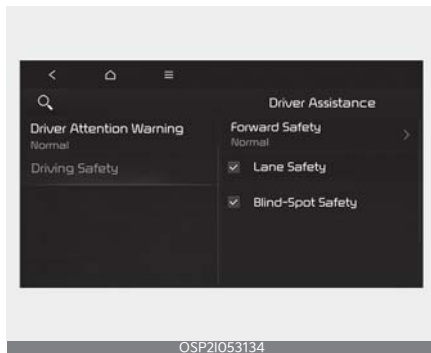 Driver Assistance
Driver Attention Warning
Normal
Driving Safety
Forward Safety
Normal
Lane Safety
Blind-Spot Safety
OSP2I053134